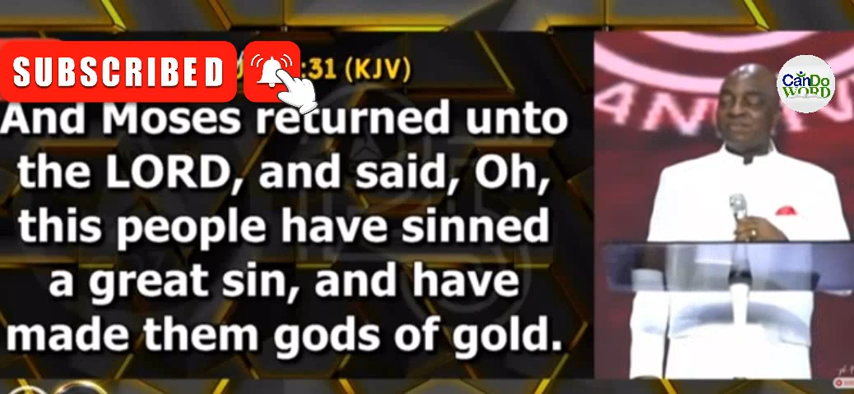 SUBSCRIBED
:31 (KJV)
And Moses returned unto
the LORD, and said, Oh,
this people have sinned
a great sin, and have
made them gods of gold.
CanDo
WORD